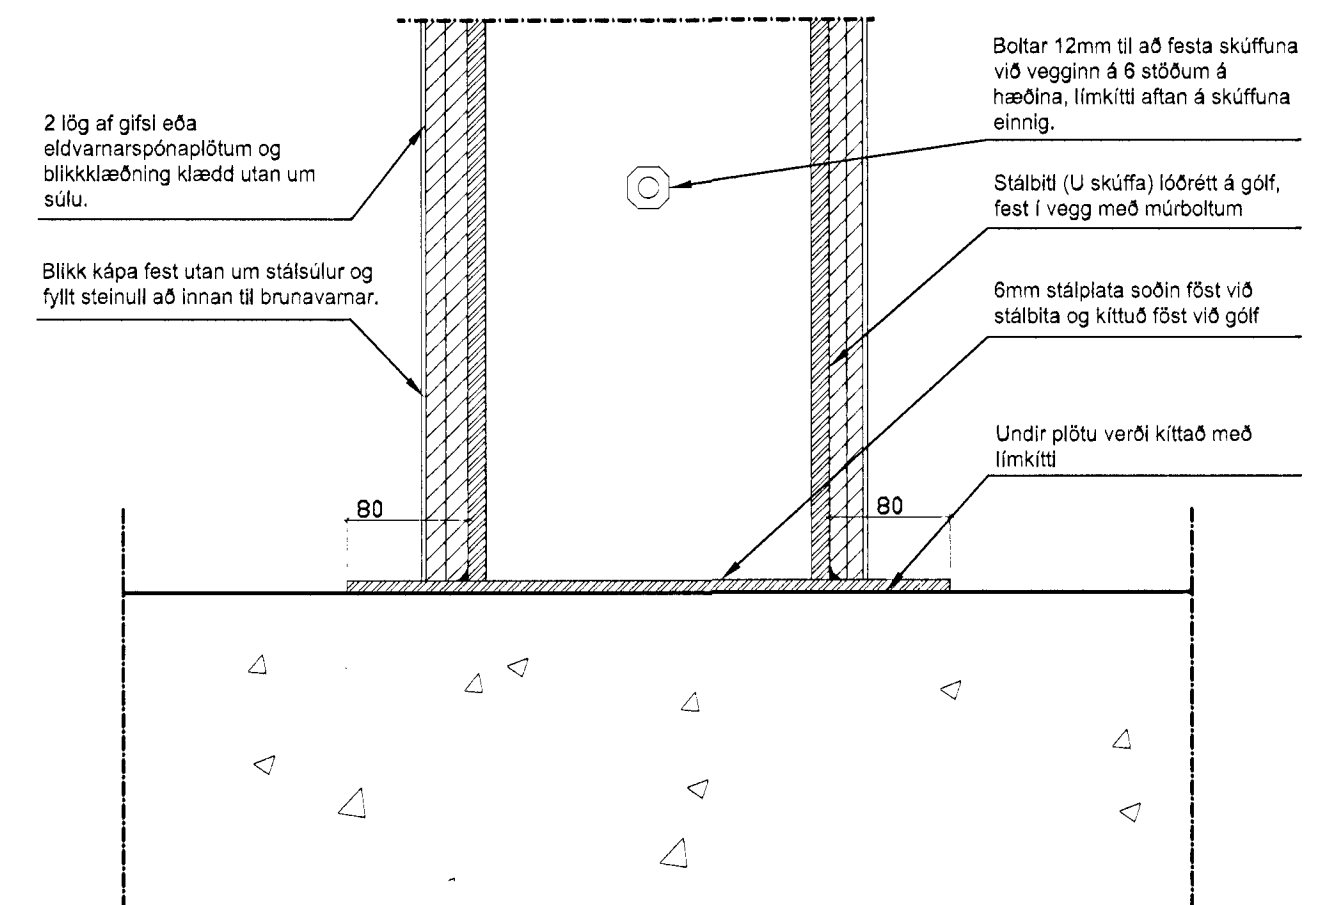 2 lög af gifsi eða
eldvarnarspónaplötum og
blikkklæðning klædd utan um
súlu.
Blikk kápa fest utan um stálsúlur og
fyllt steinull að innan til brunavarnar.
Boltar 12mm til að festa skúffuna
við vegginn á 6 stöðum á
hæðina, límkítti aftan á skúffuna
einnig.
Stálbiti (U skúffa) lóðrétt á gólf,
fest í vegg með múrboltum
6mm stálplata soðin föst við
stálbita og kíttuð föst við gólf
Undir plötu verði kíttað með
límkítti
80
80